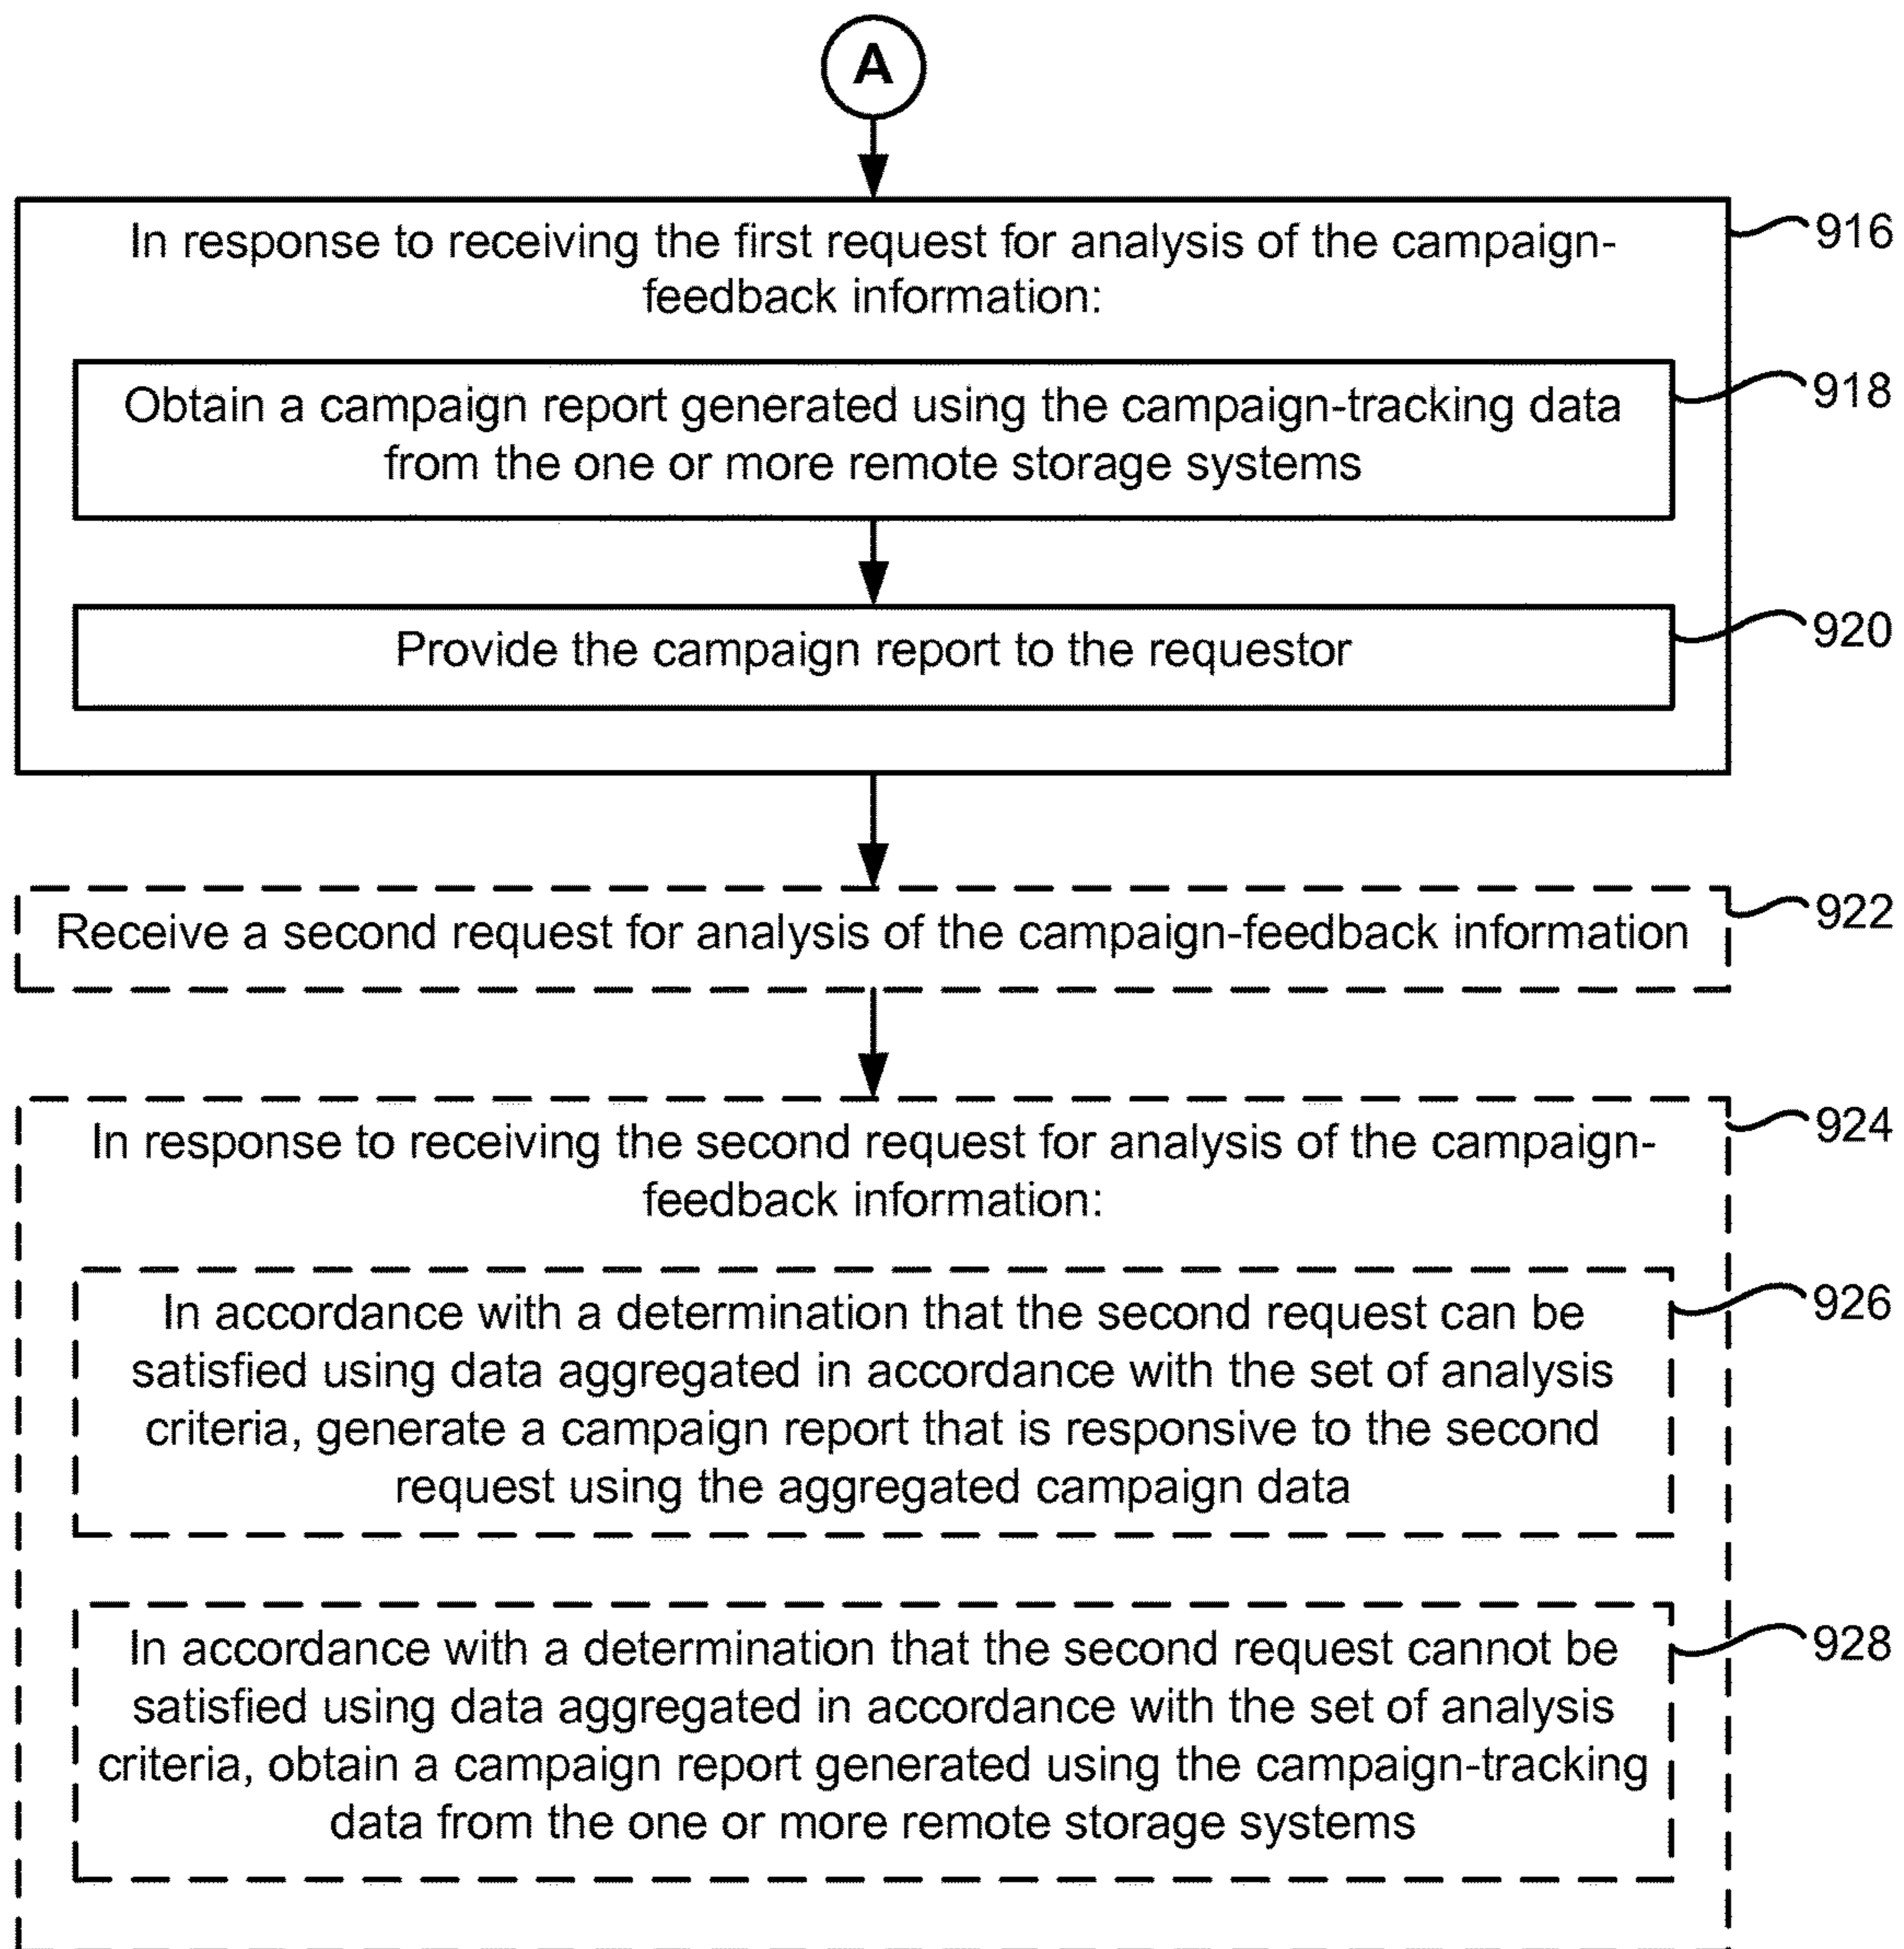 A
In response to receiving the first request for analysis of the campaign-
feedback information:
916
Obtain a campaign report generated using the campaign-tracking data
from the one or more remote storage systems
918
Provide the campaign report to the requestor
920
Receive a second request for analysis of the campaign-feedback information
922
In response to receiving the second request for analysis of the campaign-
feedback information:
924
In accordance with a determination that the second request can be
satisfied using data aggregated in accordance with the set of analysis
criteria, generate a campaign report that is responsive to the second
request using the aggregated campaign data
926
In accordance with a determination that the second request cannot be
satisfied using data aggregated in accordance with the set of analysis
criteria, obtain a campaign report generated using the campaign-tracking
data from the one or more remote storage systems
928